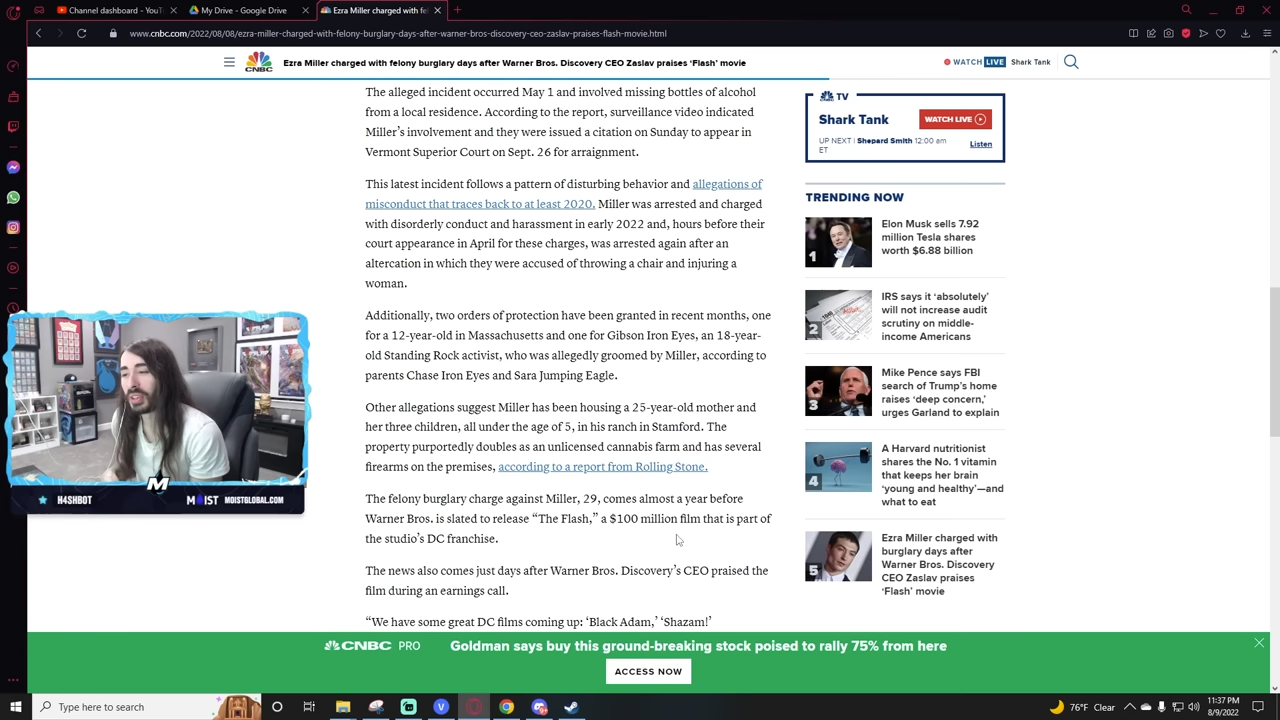 Channel dashboard - YouTube
My Drive - Go
Ezra Miller charged with felony
www.cnbc.com/2022/08/08/ezra-miller-charged-with-felony-burglary-days-after-warner-bros-discovery-ceo-zaslav-praises-flash-movie.html
CNBC
Ezra Miller charged with felony burglary days after Warner Bros. Discovery CEO Zaslav praises ‘Flash’ movie
WATCH LIVE Shark Tank
The alleged incident occurred May 1 and involved missing bottles of alcohol
from a local residence. According to the report, surveillance video indicated
Miller’s involvement and they were issued a citation on Sunday to appear in
Vermont Superior Court on Sept. 26 for arraignment.
This latest incident follows a pattern of disturbing behavior and allegations of
misconduct that traces back to at least 2020. Miller was arrested and charged
with disorderly conduct and harassment in early 2022 and, hours before their
court appearance in April for these charges, was arrested again after an
altercation in which they were accused of throwing a chair and injuring a
woman.
Additionally, two orders of protection have been granted in recent months, one
for a 12-year-old in Massachusetts and one for Gibson Iron Eyes, an 18-year-
old Standing Rock activist, who was allegedly groomed by Miller, according to
parents Chase Iron Eyes and Sara Jumping Eagle.
Other allegations suggest Miller has been housing a 25-year-old mother and
her three children, all under the age of 5, in his ranch in Stamford. The
property purportedly doubles as an unlicensed cannabis farm and has several
firearms on the premises, according to a report from Rolling Stone.
The felony burglary charge against Miller, 29, comes almost a year before
Warner Bros. is slated to release “The Flash,” a $100 million film that is part of
the studio’s DC franchise.
The news also comes just days after Warner Bros. Discovery’s CEO praised the
film during an earnings call.
“We have some great DC films coming up: ‘Black Adam,’ ‘Shazam!’
TV
Shark Tank
WATCH LIVE
UP NEXT | Shepard Smith 12:00 am
ET
Listen
TRENDING NOW
1
Elon Musk sells 7.92
million Tesla shares
worth $6.88 billion
2
IRS says it ‘absolutely’
will not increase audit
scrutiny on middle-
income Americans
3
Mike Pence says FBI
search of Trump’s home
raises ‘deep concern,’
urges Garland to explain
4
A Harvard nutritionist
shares the No. 1 vitamin
that keeps her brain
‘young and healthy’—and
what to eat
5
Ezra Miller charged with
burglary days after
Warner Bros. Discovery
CEO Zaslav praises
‘Flash’ movie
M
H4SHBOT
MOIST MOISTGLOBAL.COM
CNBC PRO
Goldman says buy this ground-breaking stock poised to rally 75% from here
ACCESS NOW
Type here to search
76°F Clear
11:37 PM
8/9/2022